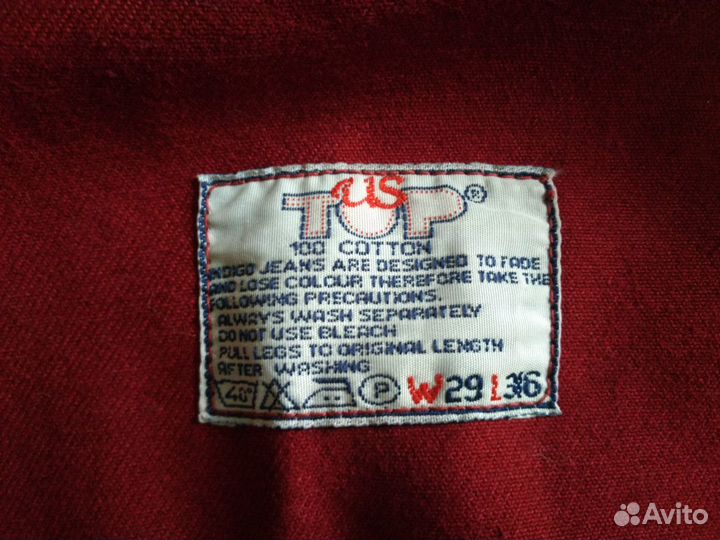 US
TOP®
100 COTTON
INDIGO JEANS ARE DESIGNED TO FADE
AND LOSE COLOUR THEREFORE TAKE THE
FOLLOWING PRECAUTIONS.
ALWAYS WASH SEPARATELY
DO NOT USE BLEACH
PULL LEGS TO ORIGINAL LENGTH
AFTER WASHING
40° P W29 L36
Avito